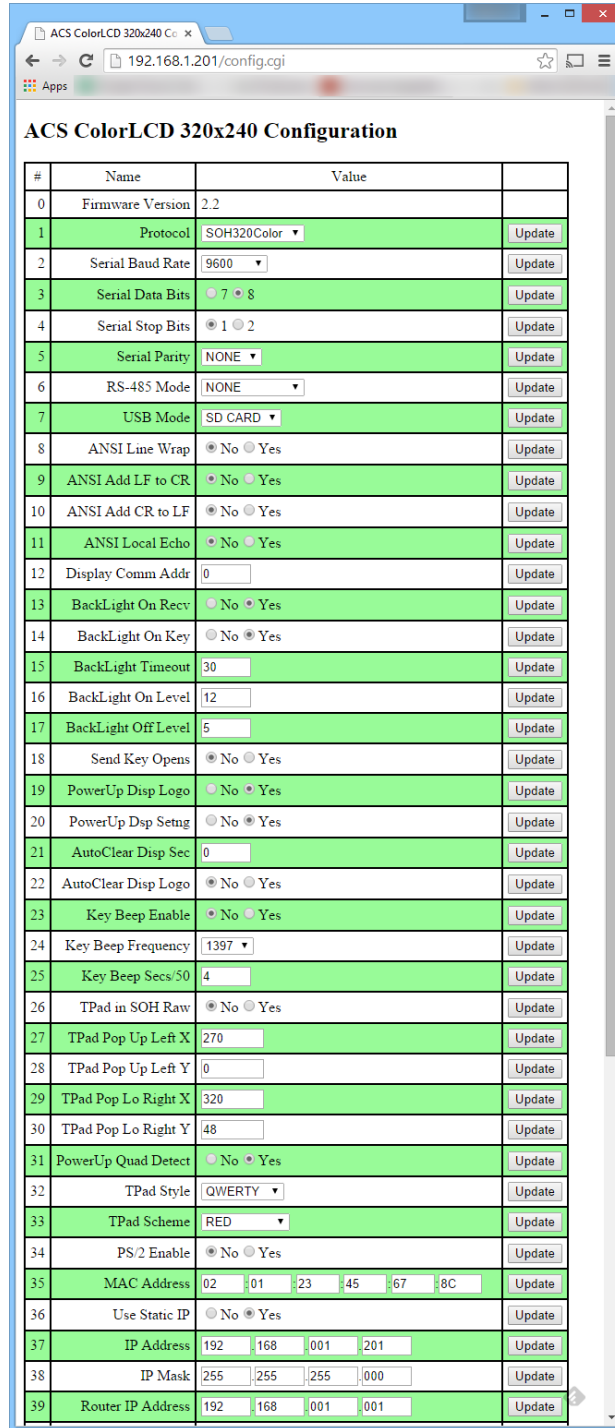 ACS ColorLCD 320x240 Co
192.168.1.201/config.cgi
Apps
ACS ColorLCD 320x240 Configuration
# Name Value
0 Firmware Version 2.2
1 Protocol SOH320Color Update
2 Serial Baud Rate 9600 Update
3 Serial Data Bits 7 8 Update
4 Serial Stop Bits 1 2 Update
5 Serial Parity NONE Update
6 RS-485 Mode NONE Update
7 USB Mode SD CARD Update
8 ANSI Line Wrap No Yes Update
9 ANSI Add LF to CR No Yes Update
10 ANSI Add CR to LF No Yes Update
11 ANSI Local Echo No Yes Update
12 Display Comm Addr 0 Update
13 BackLight On Recv No Yes Update
14 BackLight On Key No Yes Update
15 BackLight Timeout 30 Update
16 BackLight On Level 12 Update
17 BackLight Off Level 5 Update
18 Send Key Opens No Yes Update
19 PowerUp Disp Logo No Yes Update
20 PowerUp Dsp Setng No Yes Update
21 AutoClear Disp Sec 0 Update
22 AutoClear Disp Logo No Yes Update
23 Key Beep Enable No Yes Update
24 Key Beep Frequency 1397 Update
25 Key Beep Secs/50 4 Update
26 TPad in SOH Raw No Yes Update
27 TPad Pop Up Left X 270 Update
28 TPad Pop Up Left Y 0 Update
29 TPad Pop Lo Right X 320 Update
30 TPad Pop Lo Right Y 48 Update
31 PowerUp Quad Detect No Yes Update
32 TPad Style QWERTY Update
33 TPad Scheme RED Update
34 PS/2 Enable No Yes Update
35 MAC Address 02 :01 :23 :45 :67 :8C Update
36 Use Static IP No Yes Update
37 IP Address 192 .168 .001 .201 Update
38 IP Mask 255 .255 .255 .000 Update
39 Router IP Address 192 .168 .001 .001 Update